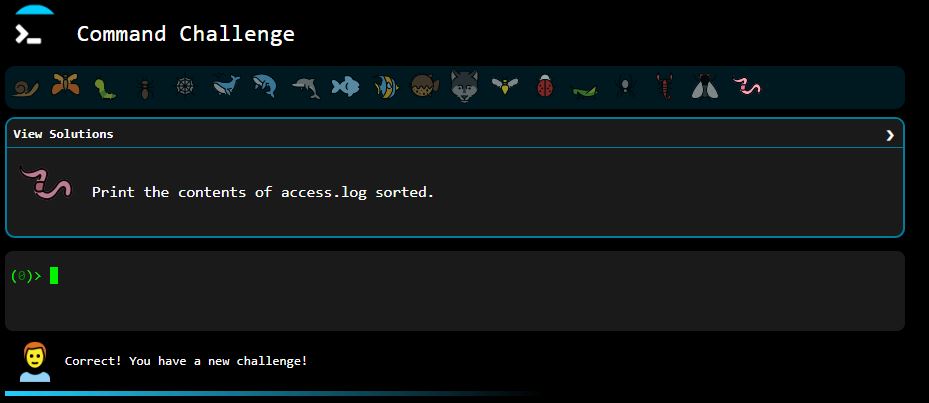 Command Challenge
View Solutions
Print the contents of access.log sorted.
(0)>
Correct! You have a new challenge!